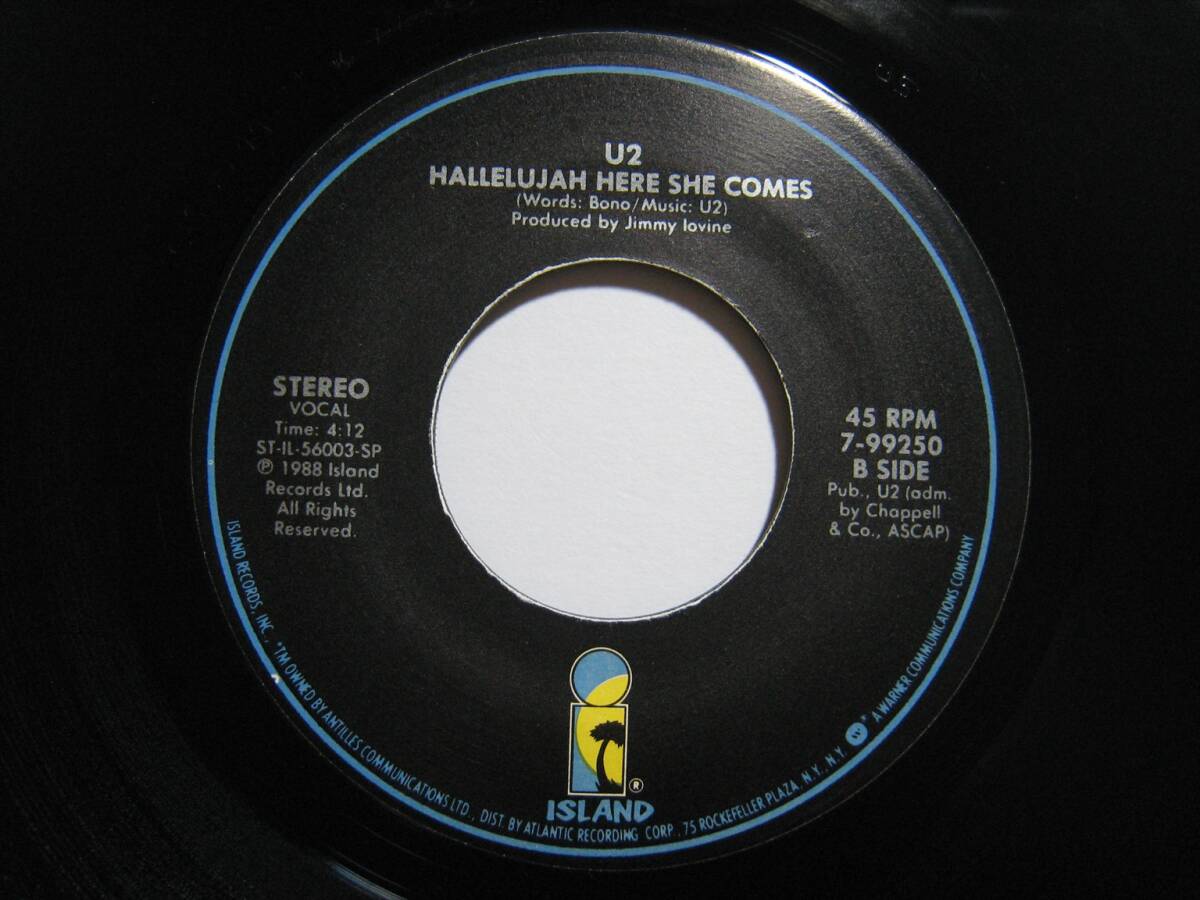 U2
HALLELUJAH HERE SHE COMES
(Words: Bono/Music: U2)
Produced by Jimmy Iovine
STEREO
VOCAL
Time: 4:12
ST-IL-56003-SP
℗ 1988 Island
Records Ltd.
All Rights
Reserved.
45 RPM
7-99250
B SIDE
Pub., U2 (adm.
by Chappell
& Co., ASCAP)
ISLAND®
ISLAND RECORDS, INC., *TM OWNED BY ANTILLES COMMUNICATIONS LTD., DIST. BY ATLANTIC RECORDING CORP., 75 ROCKEFELLER PLAZA, N.Y., N.Y. W* A WARNER COMMUNICATIONS COMPANY